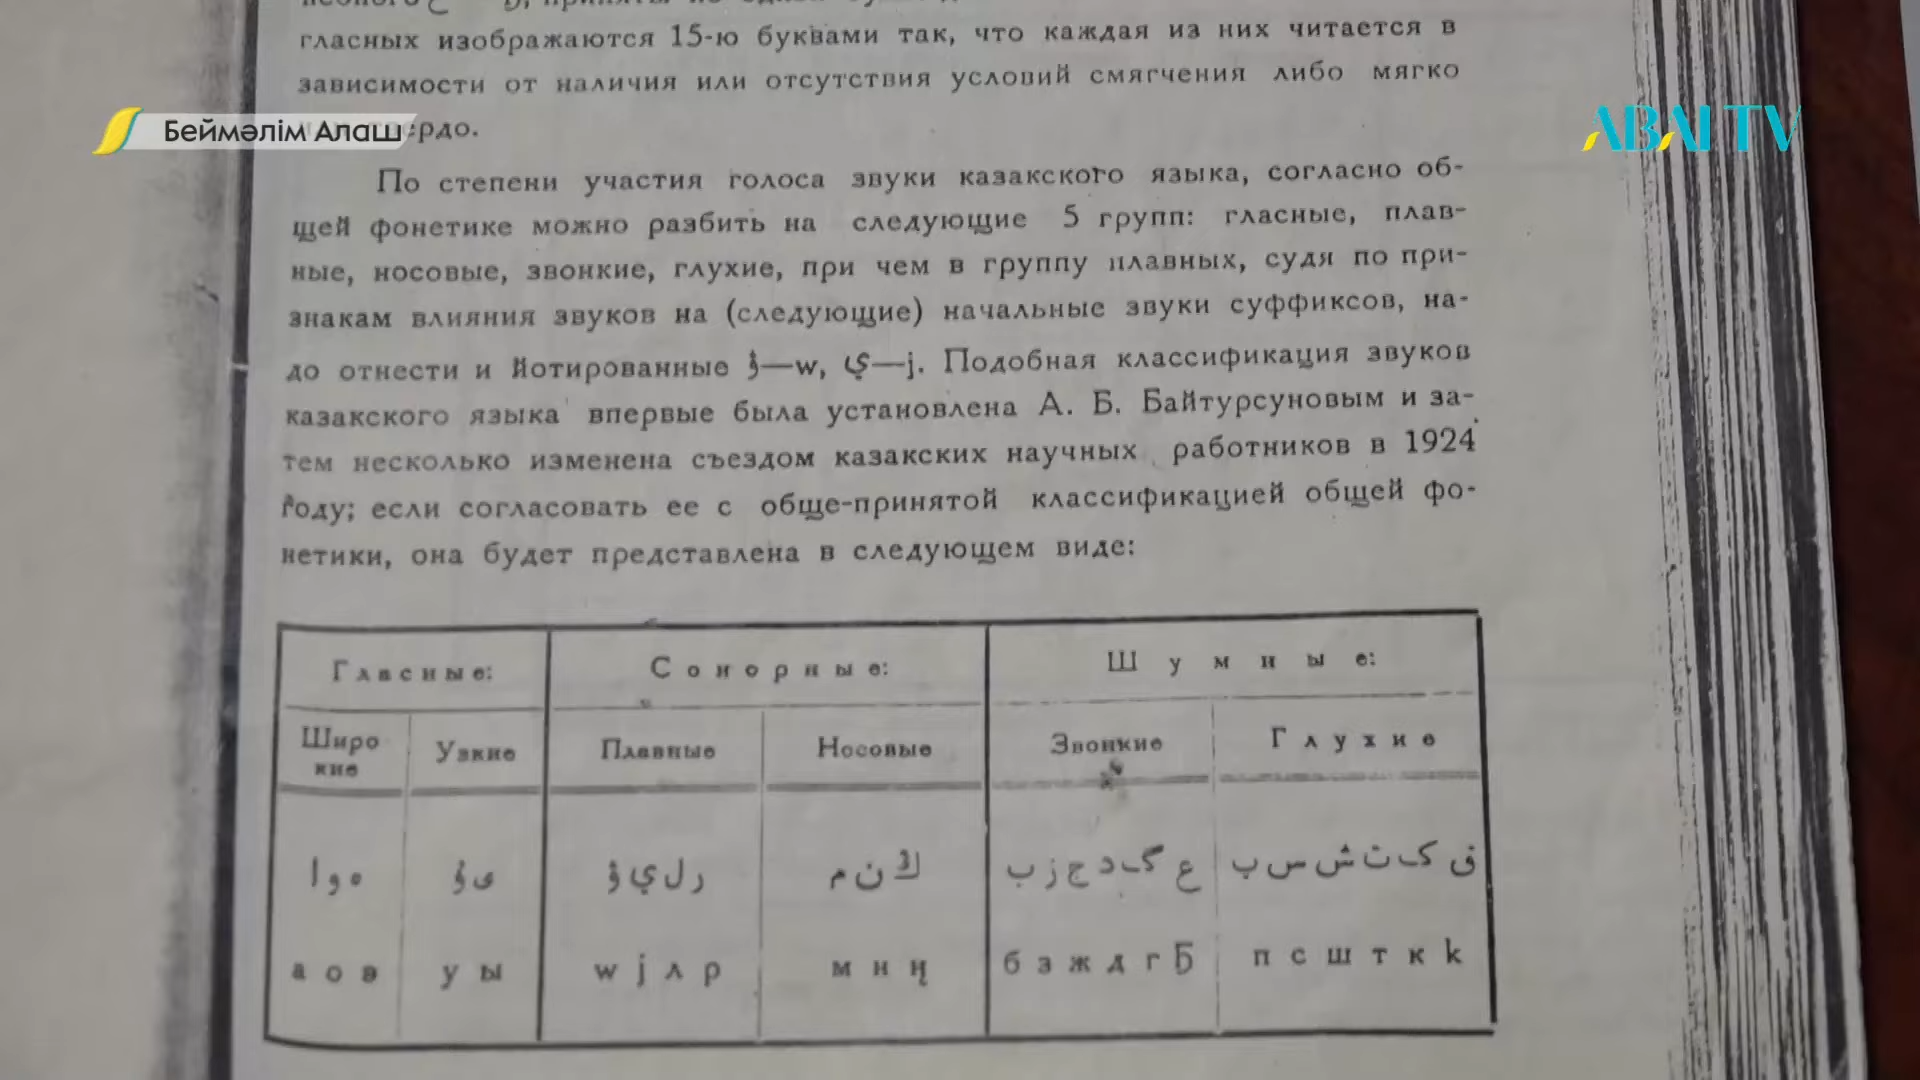 гласных изображаются 15-ю буквами так, что каждая из них читается в
зависимости от наличия или отсутствия условий смягчения либо мягко
твердо.
Беймәлім Алаш
ABAI TV
По степени участия голоса звуки казакского языка, согласно об-
щей фонетике можно разбить на следующие 5 групп: гласные, плав-
ные, носовые, звонкие, глухие, при чем в группу плавных, судя по при-
знакам влияния звуков на (следующие) начальные звуки суффиксов, на-
до отнести и йотированные ۋ—w, ي—j. Подобная классификация звуков
казакского языка впервые была установлена А. Б. Байтурсуновым и за-
тем несколько изменена съездом казакских научных работников в 1924
году; если согласовать ее с обще-принятой классификацией общей фо-
нетики, она будет представлена в следующем виде:
Гласные: Сонорные: Шумные:
Широ Узкие Плавные Носовые Звонкие Глухие
кие
ا و ە ۇ ى ۋ ي ل ر م ن ڭ ب ز ج د گ ع پ س ش ت ک ق
а о ә у ы w j л р м н ң б з ж д г Б п с ш т к k